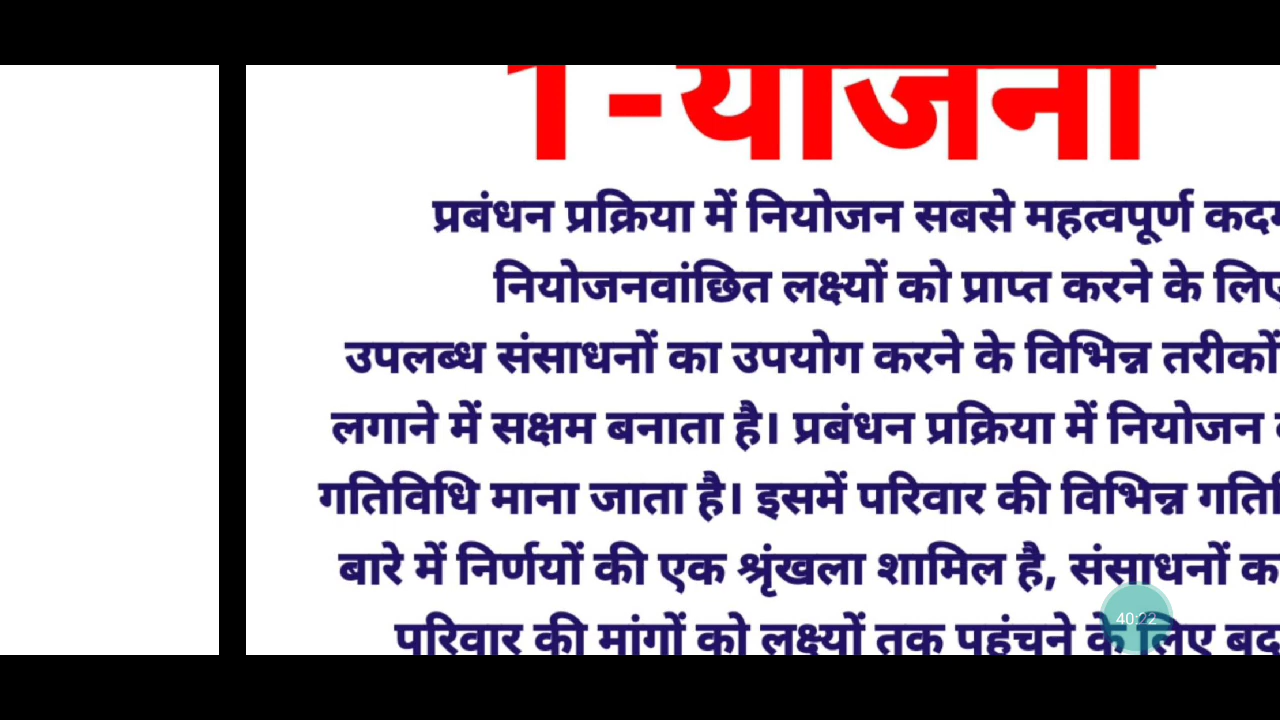 1-योजना
प्रबंधन प्रक्रिया में नियोजन सबसे महत्वपूर्ण
नियोजनवांछित लक्ष्यों को प्राप्त करने के
उपलब्ध संसाधनों का उपयोग करने के विभिन्न तरीकों
लगाने में सक्षम बनाता है। प्रबंधन प्रक्रिया में नियोजन
गतिविधि माना जाता है। इसमें परिवार की विभिन्न
बारे में निर्णयों की एक श्रृंखला शामिल है, संसाधनों
परिवार की मांगों को लक्ष्यों तक पहुंचने के लिए
40:22